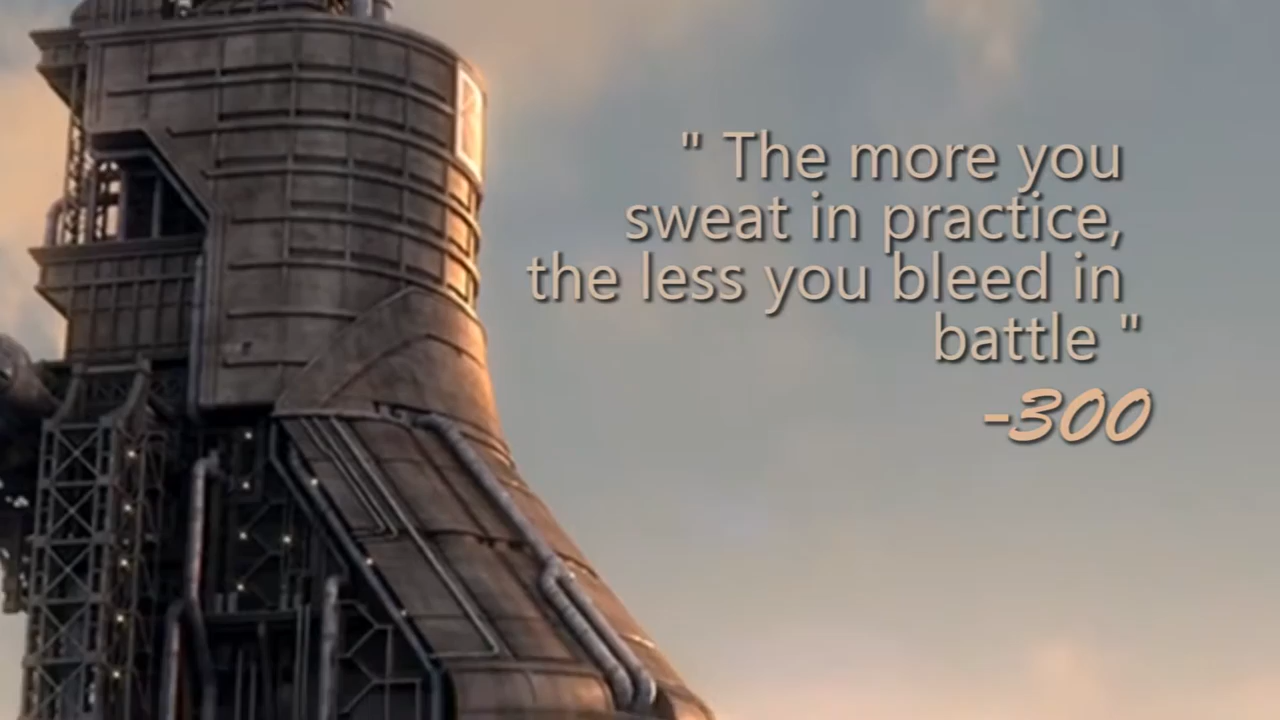 " The more you
sweat in practice,
the less you bleed in
battle "
-300